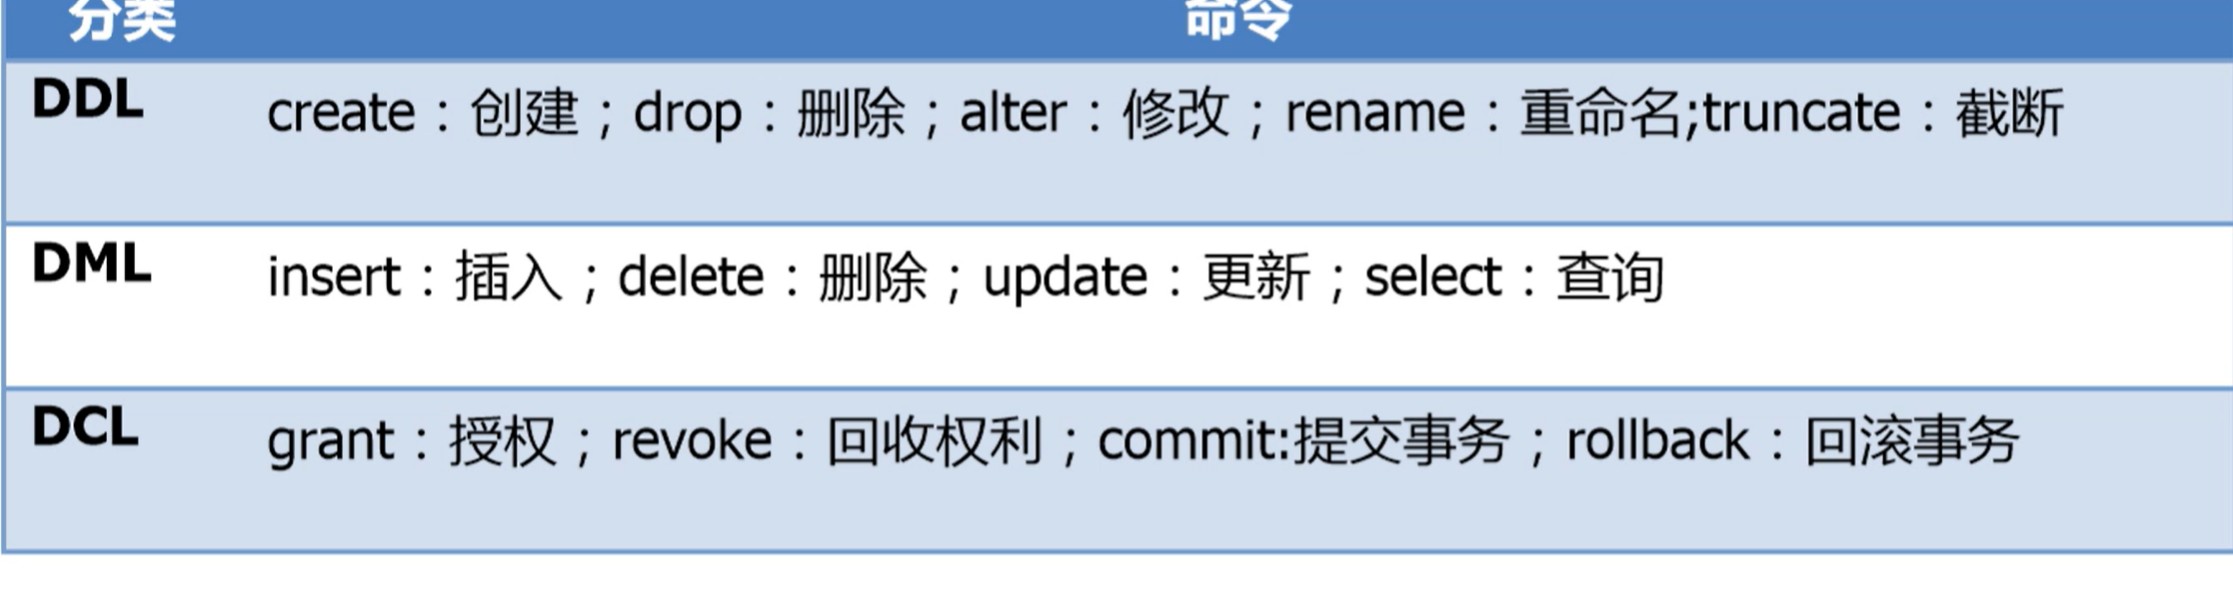 分类 命令
DDL create：创建；drop：删除；alter：修改；rename：重命名;truncate：截断
DML insert：插入；delete：删除；update：更新；select：查询
DCL grant：授权；revoke：回收权利；commit:提交事务；rollback：回滚事务